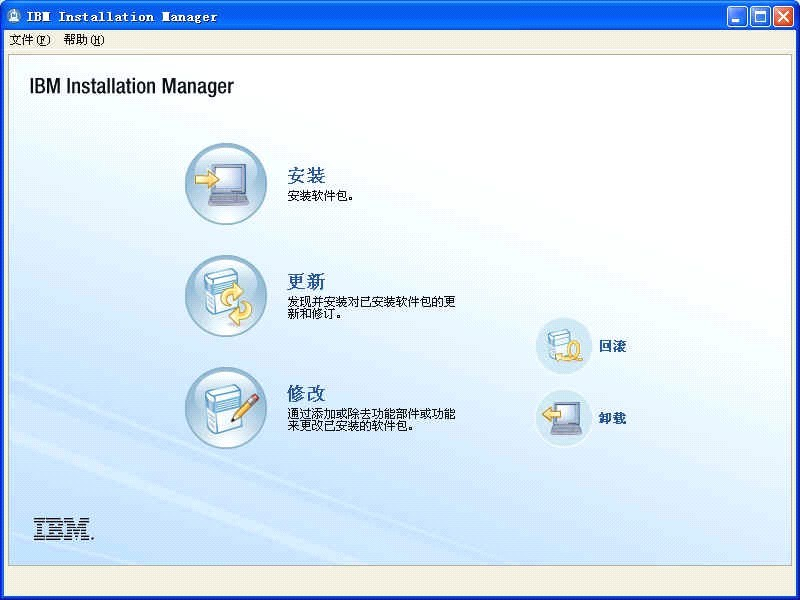 IBM Installation Manager
文件(F) 帮助(H)
IBM Installation Manager
安装
安装软件包。
更新
发现并安装对已安装软件包的更
新和修订。
修改
通过添加或除去功能部件或功能
来更改已安装的软件包。
回滚
卸载
IBM.